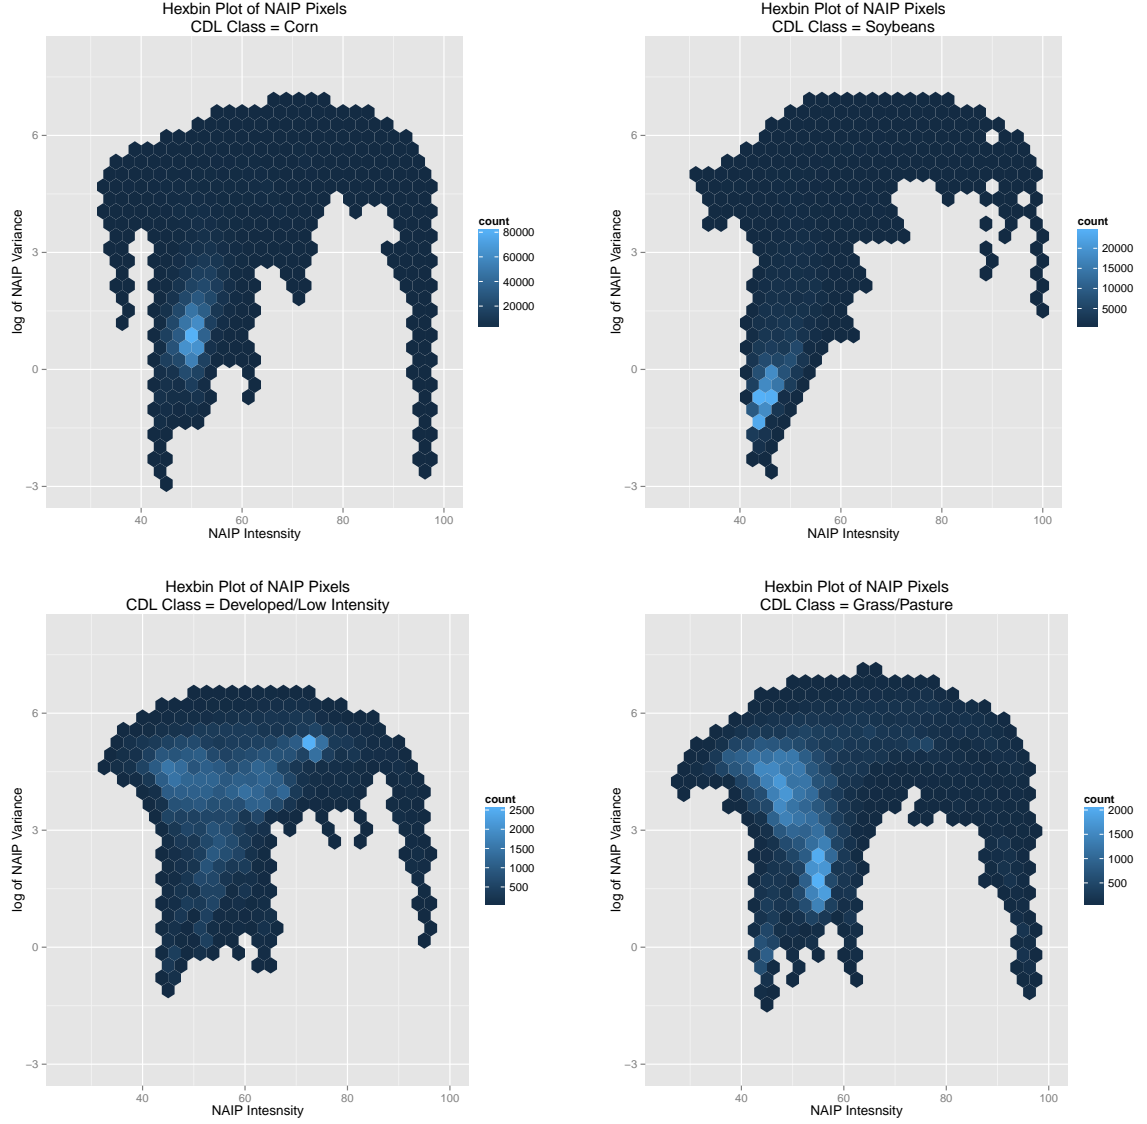 Hexbin Plot of NAIP Pixels
CDL Class = Corn
6
3
0
−3
log of NAIP Variance
40
60
80
100
NAIP Intesnsity
count
80000
60000
40000
20000
Hexbin Plot of NAIP Pixels
CDL Class = Soybeans
6
3
0
−3
log of NAIP Variance
40
60
80
100
NAIP Intesnsity
count
20000
15000
10000
5000
Hexbin Plot of NAIP Pixels
CDL Class = Developed/Low Intensity
6
3
0
−3
log of NAIP Variance
40
60
80
100
NAIP Intesnsity
count
2500
2000
1500
1000
500
Hexbin Plot of NAIP Pixels
CDL Class = Grass/Pasture
6
3
0
−3
log of NAIP Variance
40
60
80
100
NAIP Intesnsity
count
2000
1500
1000
500